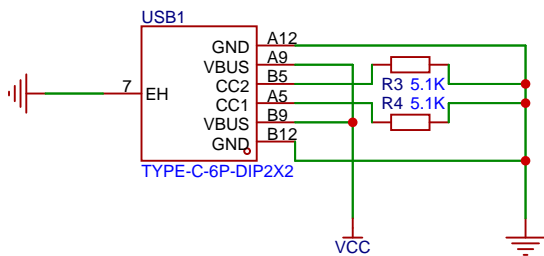 USB1
GND A12
VBUS A9
CC2 B5
R3 5.1K
7 EH
CC1 A5
R4 5.1K
VBUS B9
GND B12
TYPE-C-6P-DIP2X2
VCC